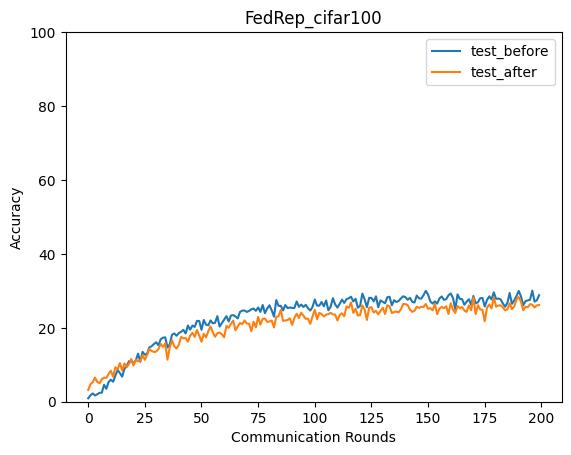 FedRep_cifar100
test_before
test_after
100
80
60
40
20
0
Accuracy
0 25 50 75 100 125 150 175 200
Communication Rounds